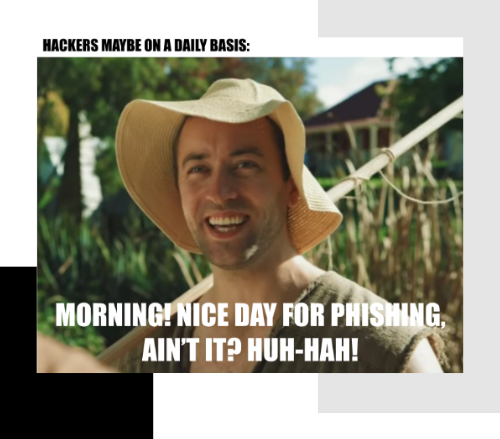 HACKERS MAYBE ON A DAILY BASIS:
MORNING! NICE DAY FOR PHISHING,
AIN'T IT? HUH-HAH!